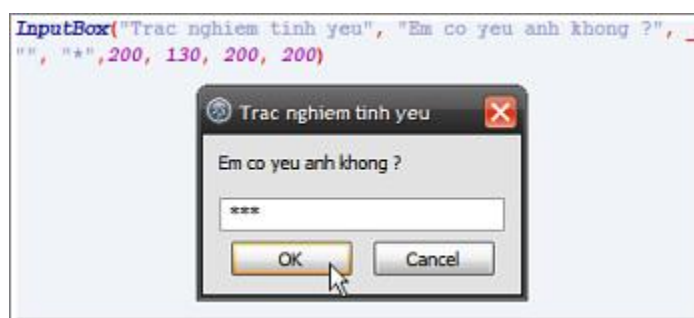 InputBox("Trac nghiem tinh yeu", "Em co yeu anh khong ?", _
"", "*",200, 130, 200, 200)
Trac nghiem tinh yeu
Em co yeu anh khong ?
***
OK Cancel